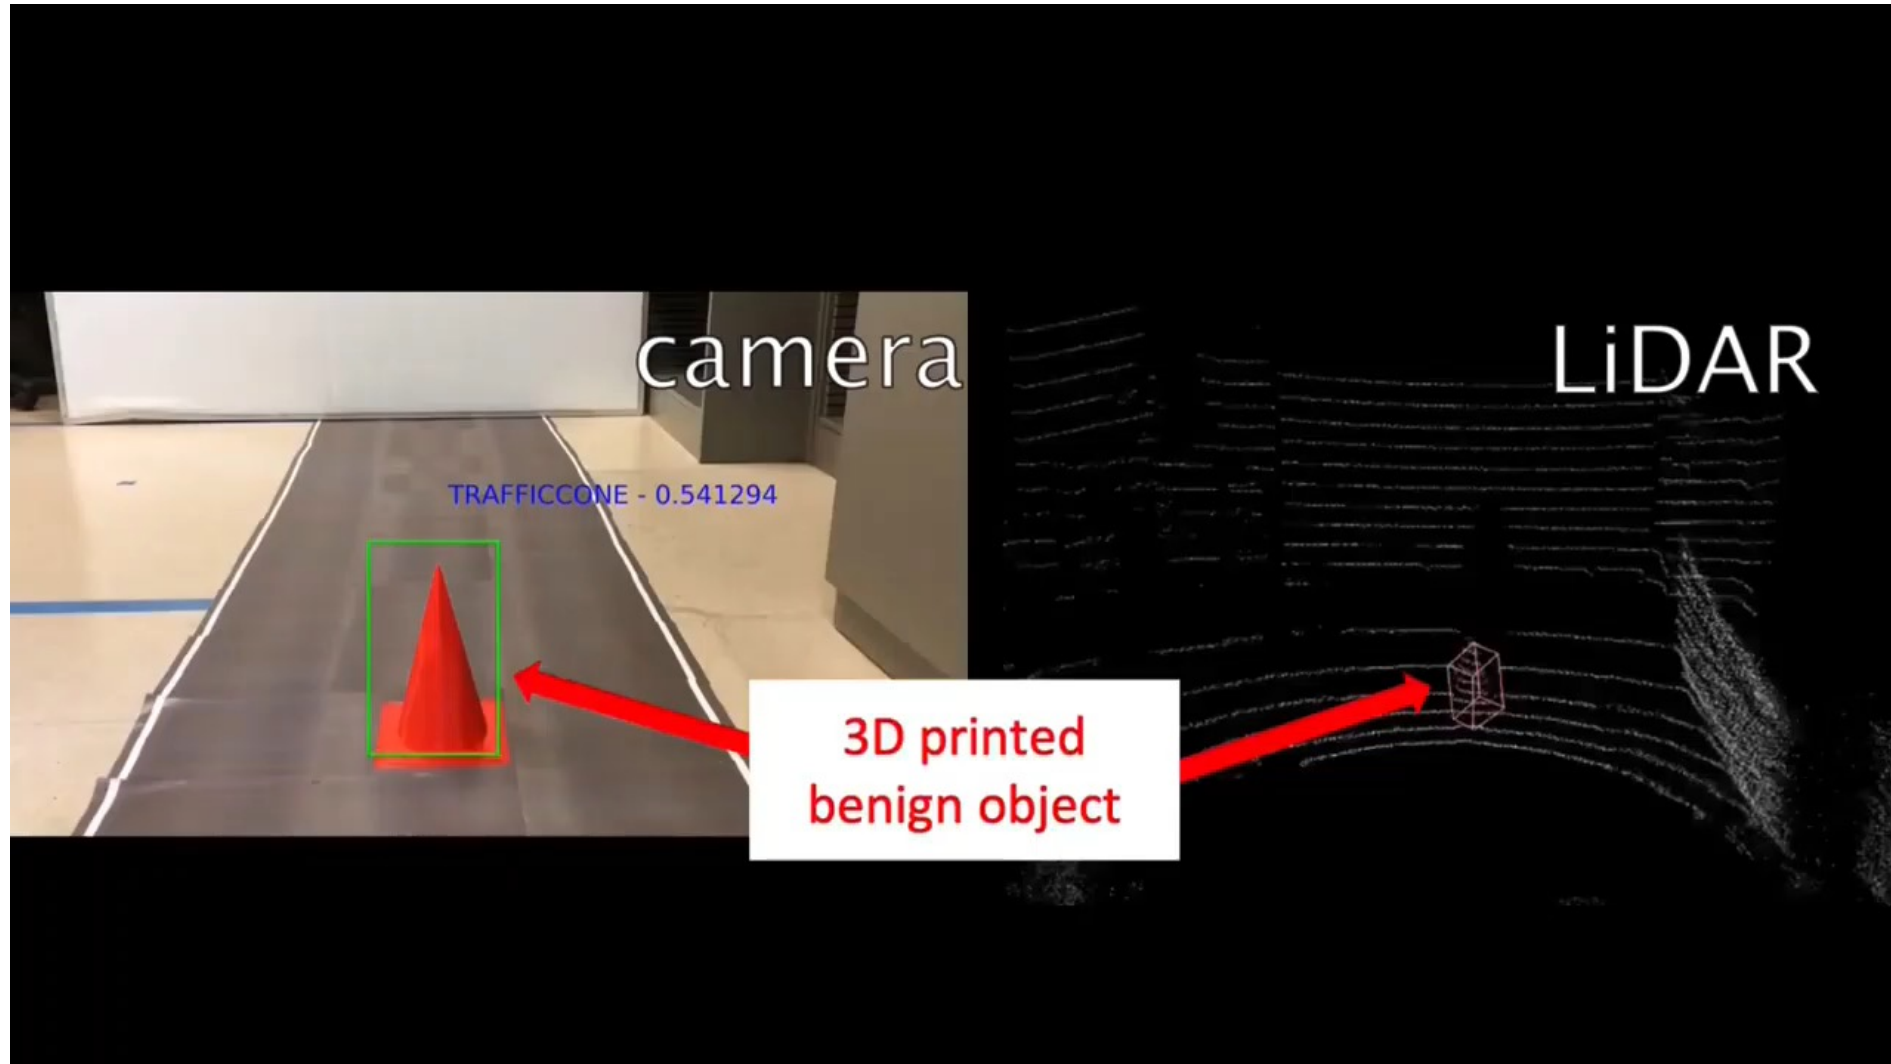 camera
LiDAR
TRAFFICCONE - 0.541294
3D printed
benign object